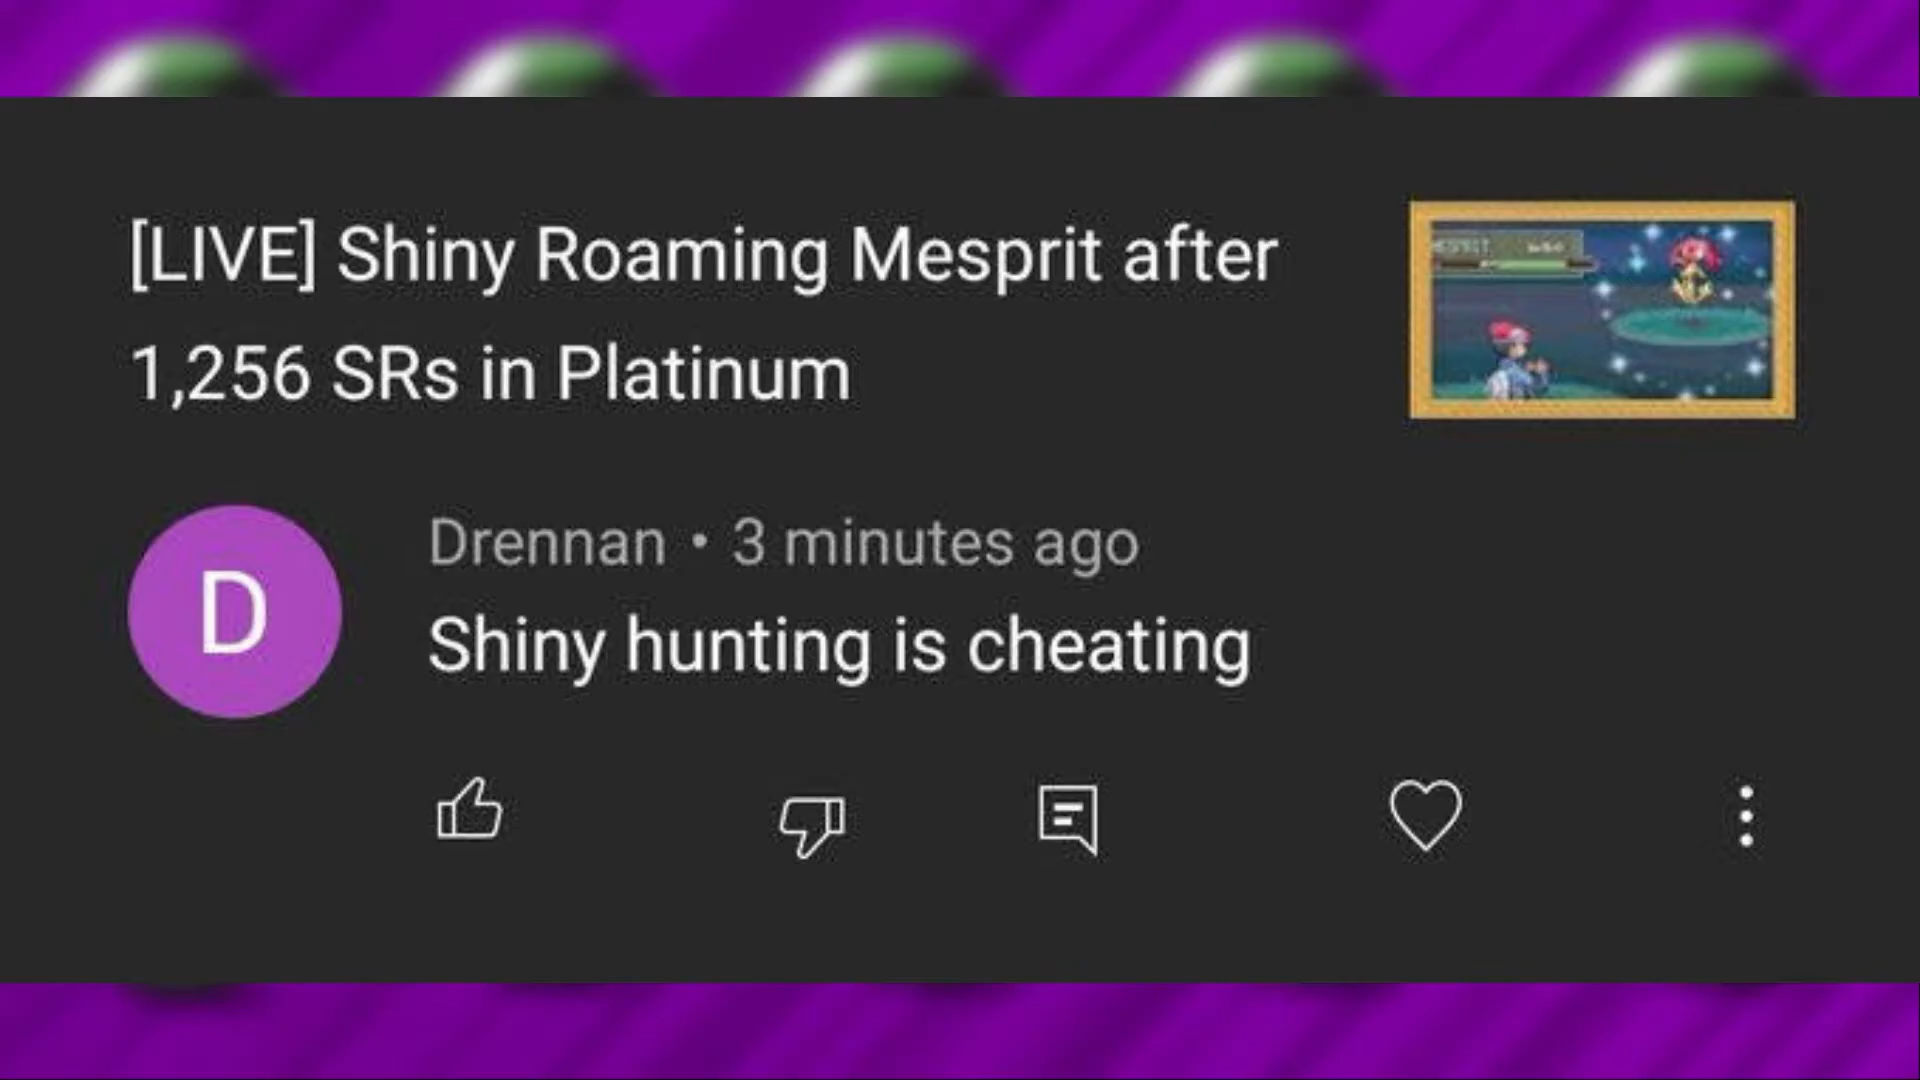 [LIVE] Shiny Roaming Mesprit after
1,256 SRs in Platinum
D
Drennan • 3 minutes ago
Shiny hunting is cheating